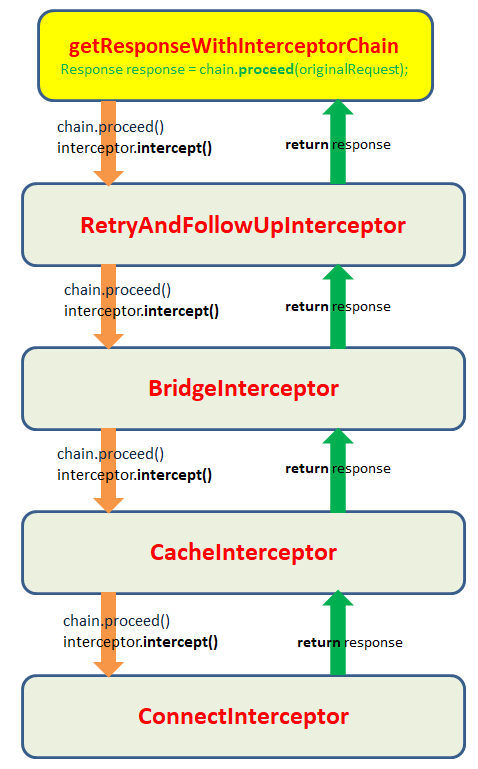 getResponseWithInterceptorChain
Response response = chain.proceed(originalRequest);
chain.proceed()
interceptor.intercept()
return response
RetryAndFollowUpInterceptor
chain.proceed()
interceptor.intercept()
return response
BridgeInterceptor
chain.proceed()
interceptor.intercept()
return response
CacheInterceptor
chain.proceed()
interceptor.intercept()
return response
ConnectInterceptor